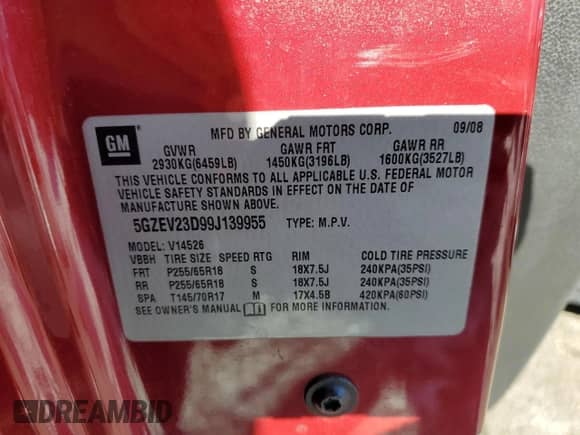 GM
MFD BY GENERAL MOTORS CORP. 09/08
GVWR GAWR FRT GAWR RR
2930KG(6459LB) 1450KG(3196LB) 1600KG(3527LB)
THIS VEHICLE CONFORMS TO ALL APPLICABLE U.S. FEDERAL MOTOR
VEHICLE SAFETY STANDARDS IN EFFECT ON THE DATE OF
MANUFACTURE SHOWN ABOVE.
5GZEV23D99J139955 TYPE: M.P.V.
MODEL: V14526
VBBH TIRE SIZE SPEED RTG RIM COLD TIRE PRESSURE
FRT P255/65R18 S 18X7.5J 240KPA(35PSI)
RR P255/65R18 S 18X7.5J 240KPA(35PSI)
SPA T145/70R17 M 17X4.5B 420KPA(60PSI)
SEE OWNER'S MANUAL FOR MORE INFORMATION.
DREAMBID